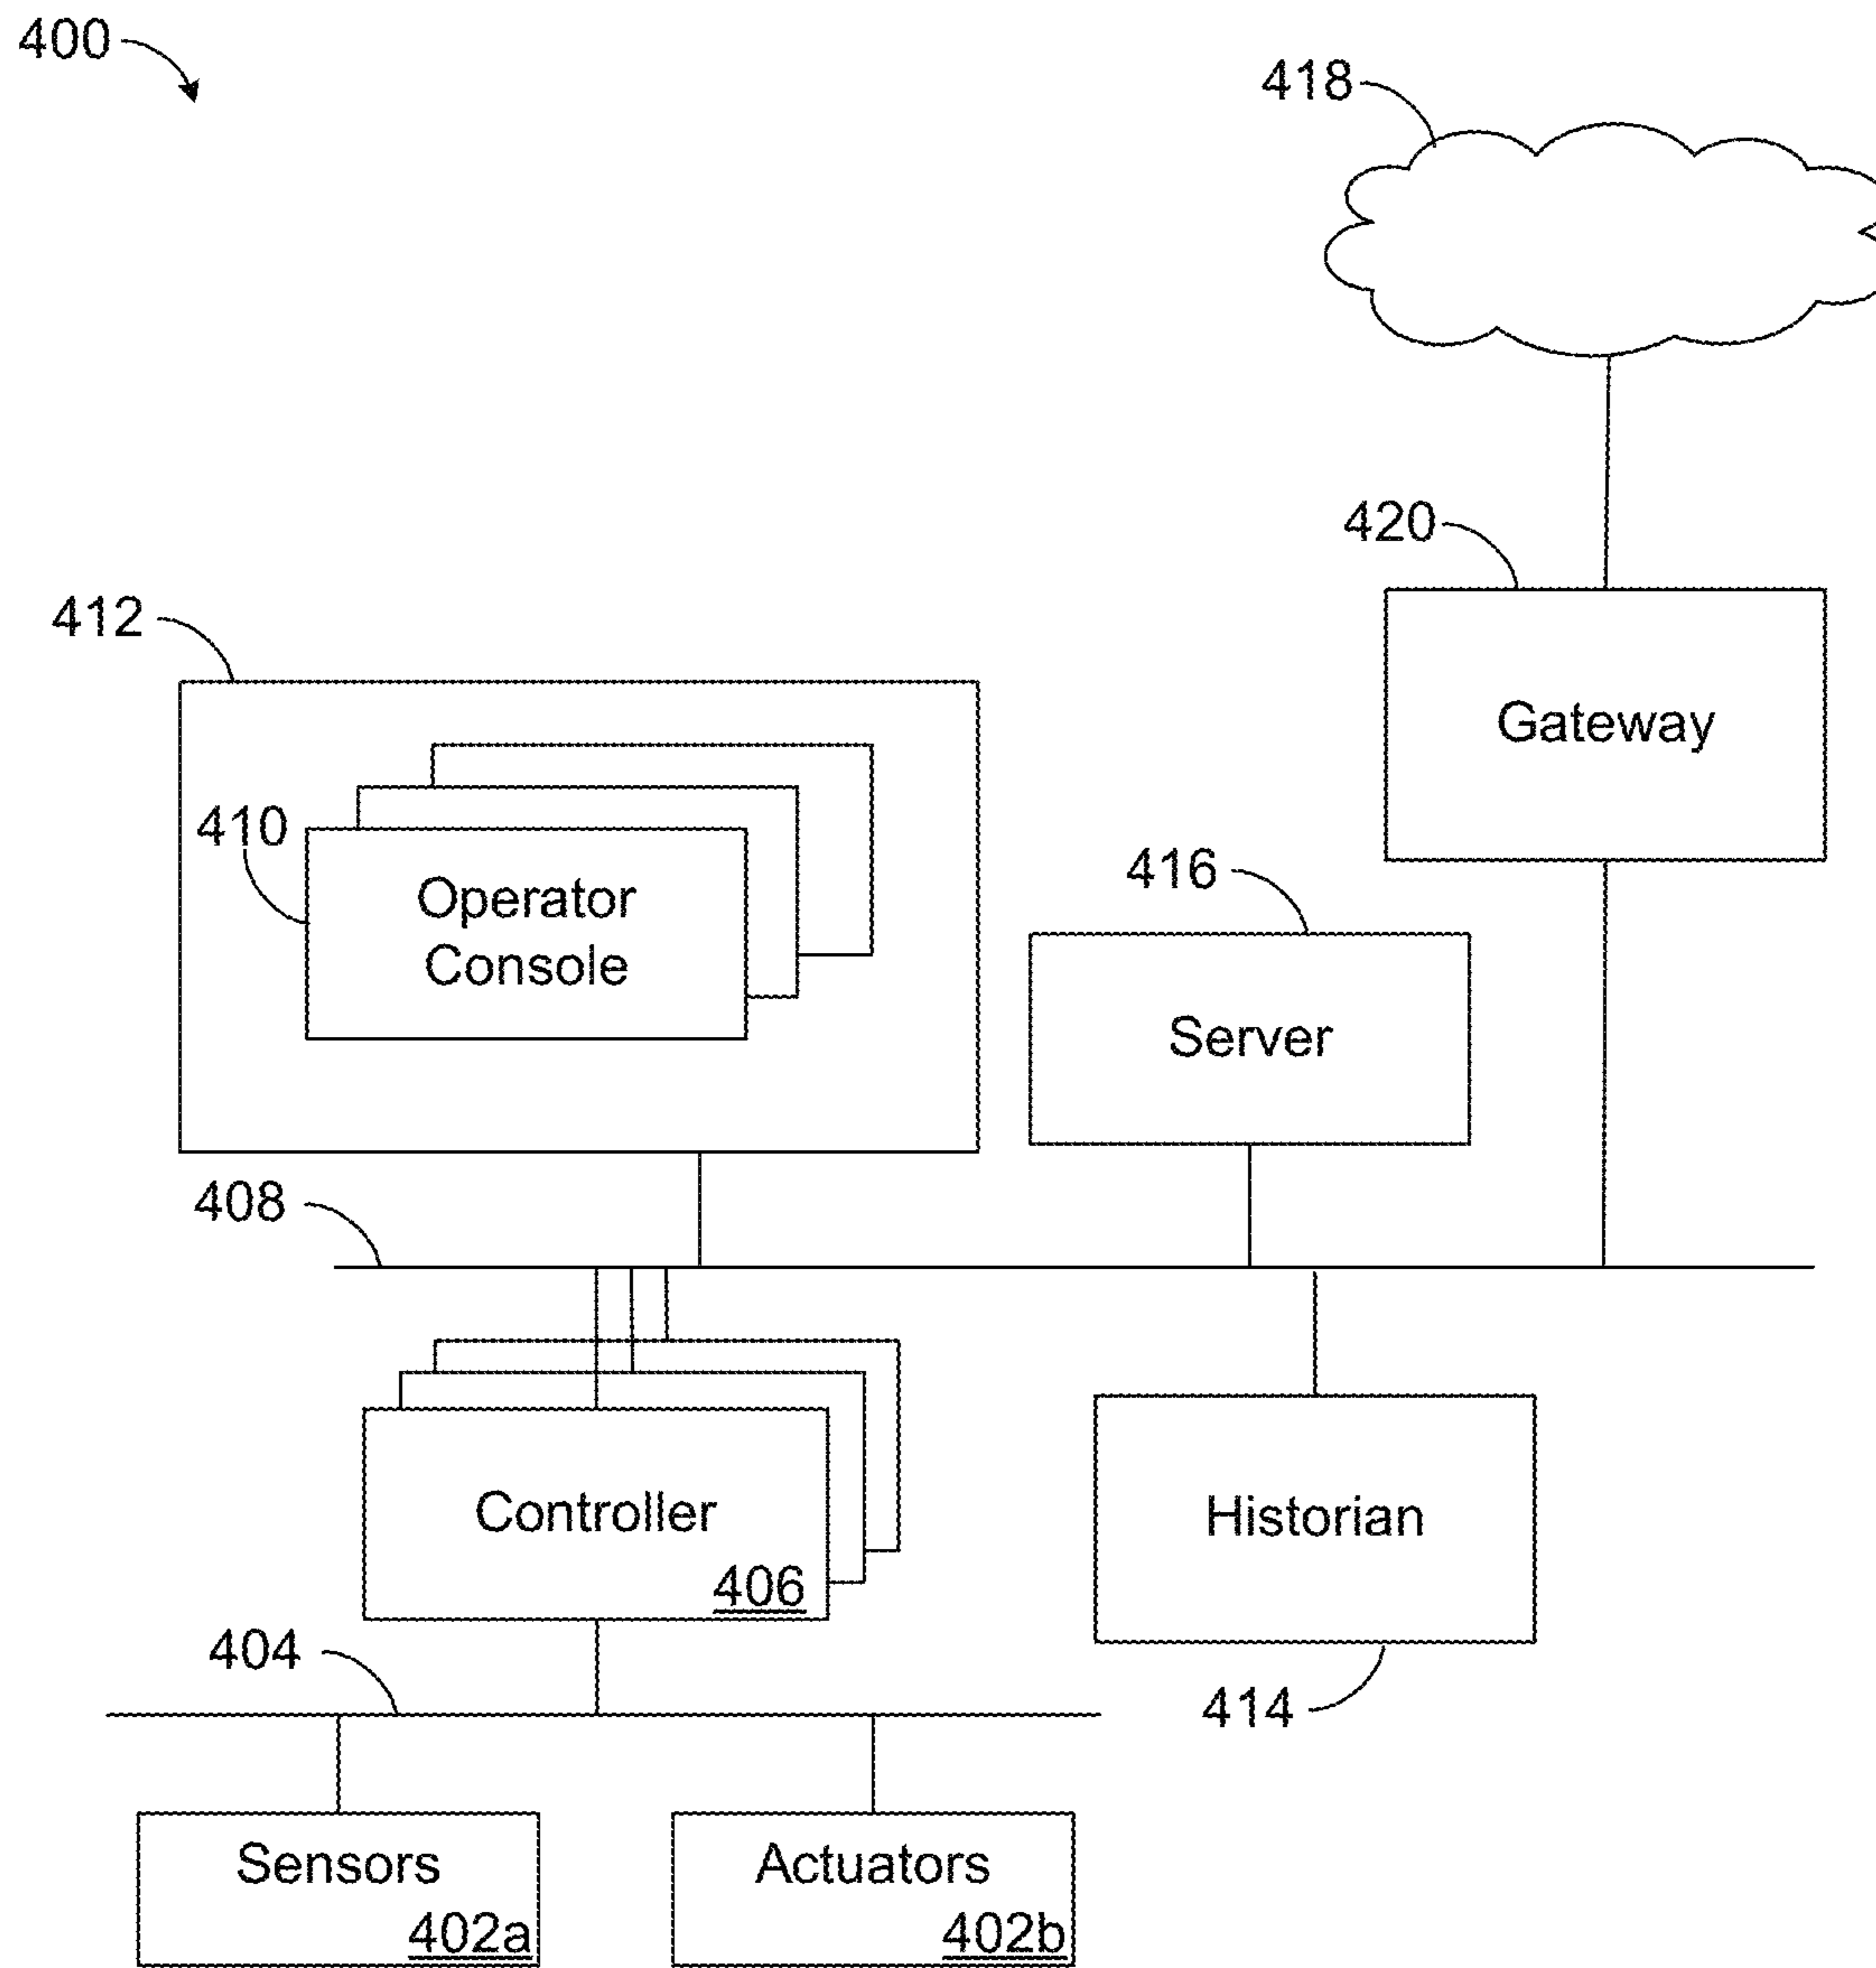 400
418
420
Gateway
412
410
Operator
Console
416
Server
408
Controller
406
Historian
414
404
Sensors
402a
Actuators
402b